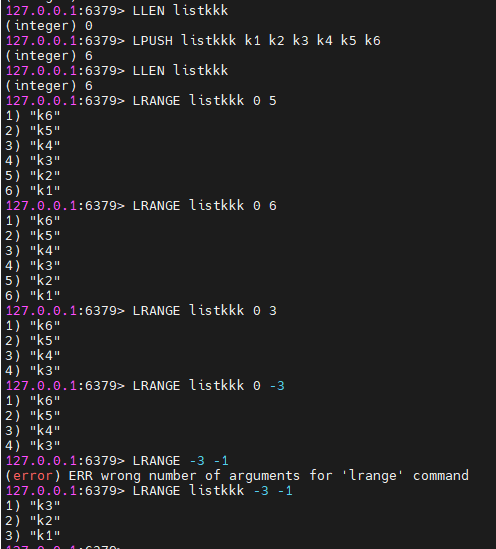 127.0.0.1:6379> LLEN listkkk
(integer) 0
127.0.0.1:6379> LPUSH listkkk k1 k2 k3 k4 k5 k6
(integer) 6
127.0.0.1:6379> LLEN listkkk
(integer) 6
127.0.0.1:6379> LRANGE listkkk 0 5
1) "k6"
2) "k5"
3) "k4"
4) "k3"
5) "k2"
6) "k1"
127.0.0.1:6379> LRANGE listkkk 0 6
1) "k6"
2) "k5"
3) "k4"
4) "k3"
5) "k2"
6) "k1"
127.0.0.1:6379> LRANGE listkkk 0 3
1) "k6"
2) "k5"
3) "k4"
4) "k3"
127.0.0.1:6379> LRANGE listkkk 0 -3
1) "k6"
2) "k5"
3) "k4"
4) "k3"
127.0.0.1:6379> LRANGE -3 -1
(error) ERR wrong number of arguments for 'lrange' command
127.0.0.1:6379> LRANGE listkkk -3 -1
1) "k3"
2) "k2"
3) "k1"
127.0.0.1:6379>